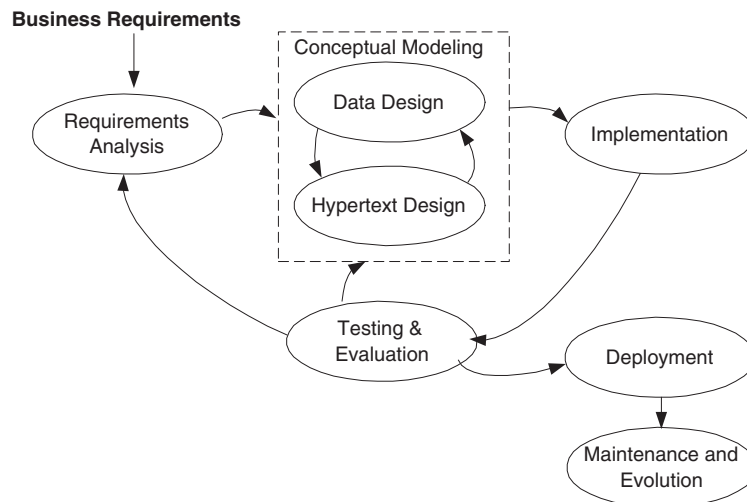 Business Requirements
Conceptual Modeling
Data Design
Requirements
Analysis
Implementation
Hypertext Design
Testing &
Evaluation
Deployment
Maintenance and
Evolution